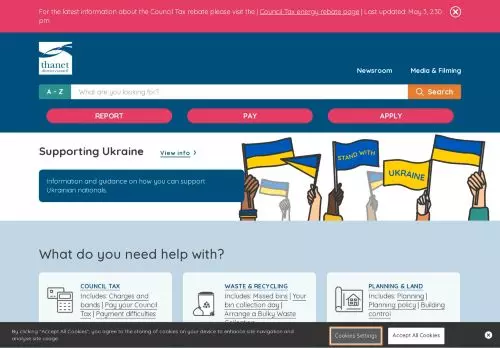 For the latest information about the Council Tax rebate please visit the | Council Tax energy rebate page | Last updated: May 3, 2.30
pm
thanet
district council
Newsroom
Media & Filming
A - Z
What are you looking for?
Search
REPORT
PAY
APPLY
Supporting Ukraine
View info ›
Information and guidance on how you can support
Ukrainian nationals.
STAND WITH
UKRAINE
What do you need help with?
COUNCIL TAX
Includes: Charges and
bands | Pay your Council
Tax | Payment difficulties
WASTE & RECYCLING
Includes: Missed bins | Your
bin collection day |
Arrange a Bulky Waste
PLANNING & LAND
Includes: Planning |
Planning policy | Building
control
By clicking "Accept All Cookies", you agree to the storing of cookies on your device to enhance site navigation and
analyse site usage.
Cookies Settings
Accept All Cookies